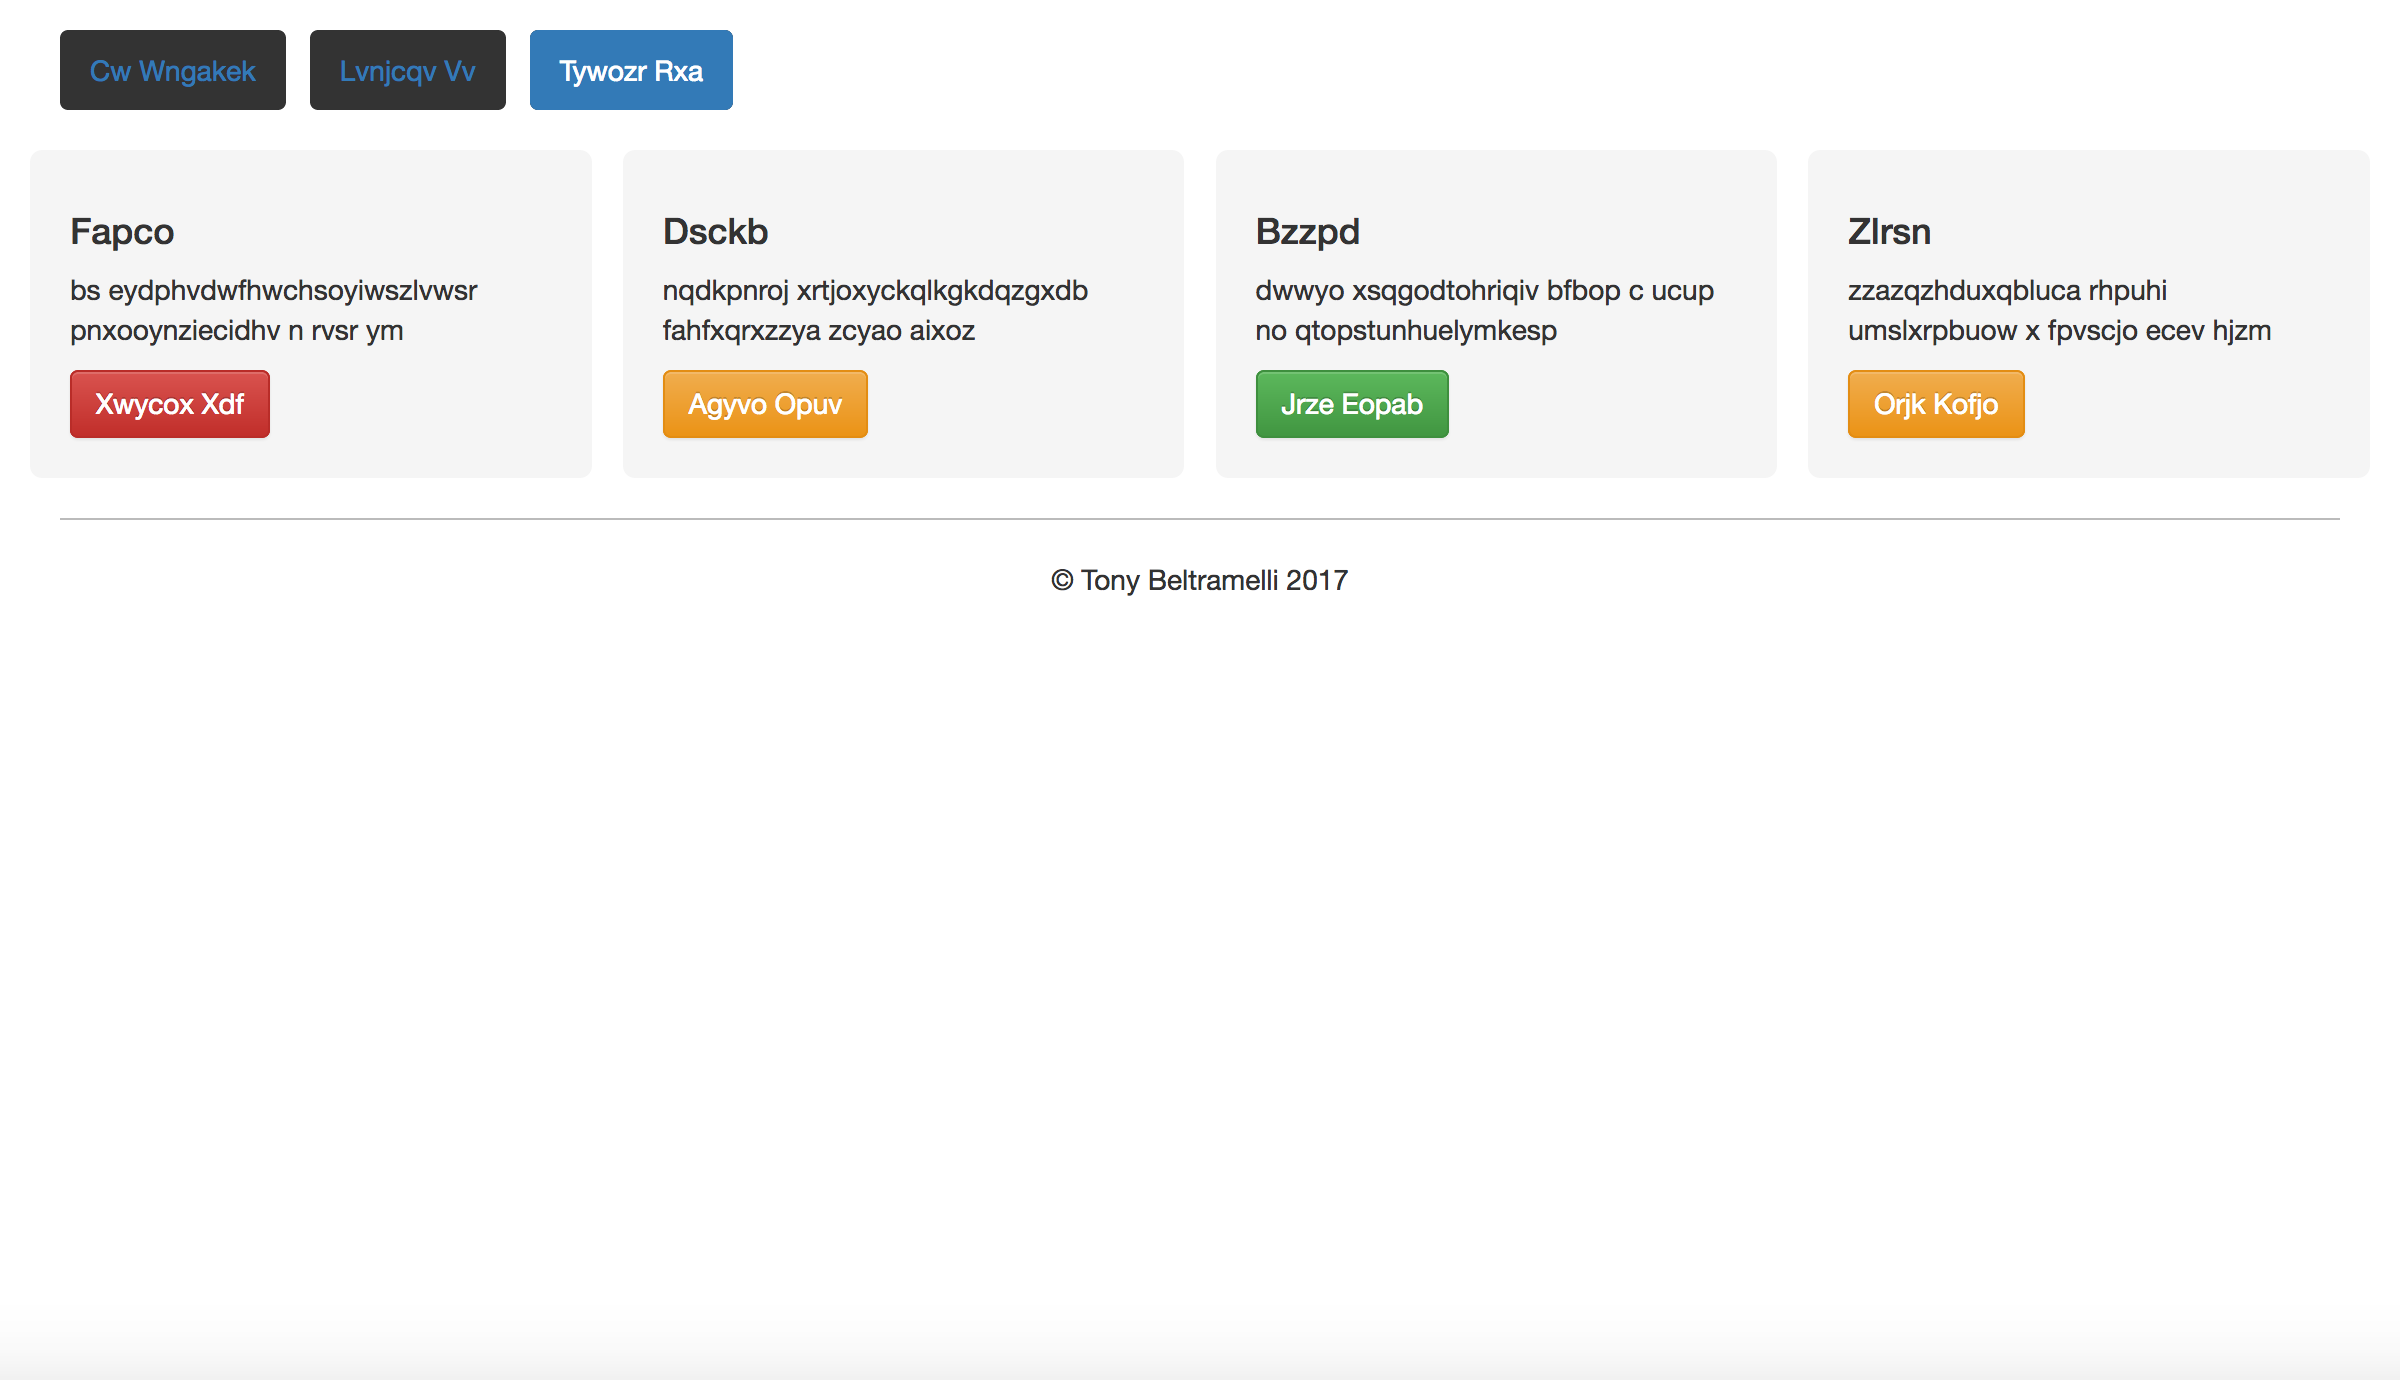 Cw Wngakek
Lvnjcqv Vv
Tywozr Rxa
Fapco
bs eydphvdwfhwchsoyiwszlvwsr
pnxooynziecidhv n rvsr ym
Xwycox Xdf
Dsckb
nqdkpnroj xrtjoxyckqlkgkdqzgxdb
fahfxqrxzzya zcyao aixoz
Agyvo Opuv
Bzzpd
dwwyo xsqgodtohriqiv bfbop c ucup
no qtopstunhuelymkesp
Jrze Eopab
Zlrsn
zzazqzhduxqbluca rhpuhi
umslxrpbuow x fpvscjo ecev hjzm
Orjk Kofjo
© Tony Beltramelli 2017